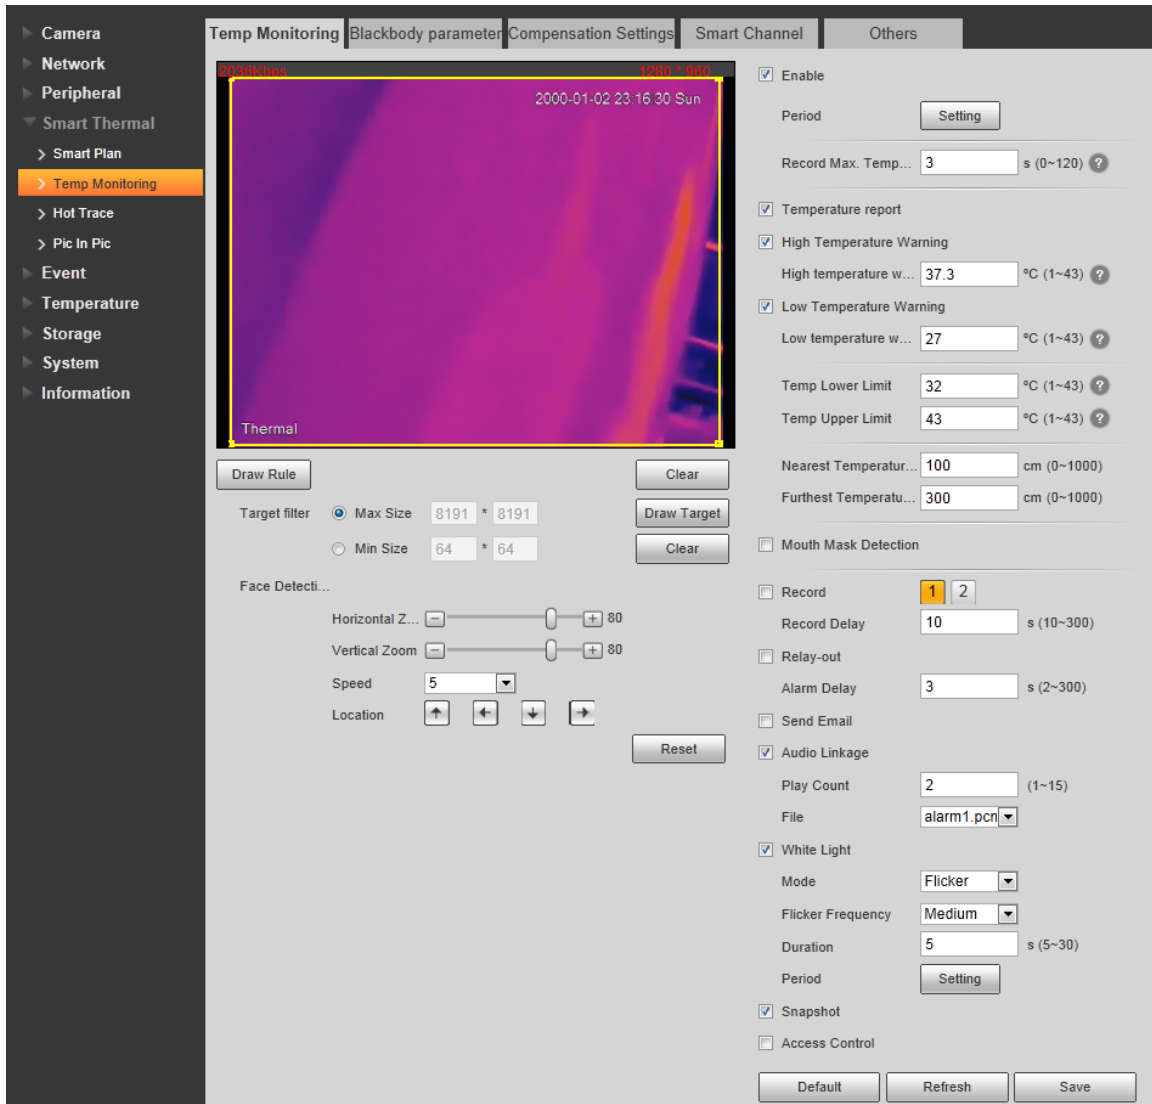 Camera
Network
Peripheral
Smart Thermal
Smart Plan
Temp Monitoring
Hot Trace
Pic In Pic
Event
Temperature
Storage
System
Information
Temp Monitoring Blackbody parameter Compensation Settings Smart Channel Others
2036Kbps 1280 * 960
2000-01-02 23:16:30 Sun
Thermal
Draw Rule Clear
Target filter Max Size 8191 * 8191 Draw Target
Min Size 64 * 64 Clear
Face Detecti...
Horizontal Z... 80
Vertical Zoom 80
Speed 5
Location
Reset
Enable
Period Setting
Record Max. Temp... 3 s (0~120) ?
Temperature report
High Temperature Warning
High temperature w... 37.3 ºC (1~43) ?
Low Temperature Warning
Low temperature w... 27 ºC (1~43) ?
Temp Lower Limit 32 ºC (1~43) ?
Temp Upper Limit 43 ºC (1~43) ?
Nearest Temperatur... 100 cm (0~1000)
Furthest Temperatu... 300 cm (0~1000)
Mouth Mask Detection
Record 1 2
Record Delay 10 s (10~300)
Relay-out
Alarm Delay 3 s (2~300)
Send Email
Audio Linkage
Play Count 2 (1~15)
File alarm1.pcn
White Light
Mode Flicker
Flicker Frequency Medium
Duration 5 s (5~30)
Period Setting
Snapshot
Access Control
Default Refresh Save